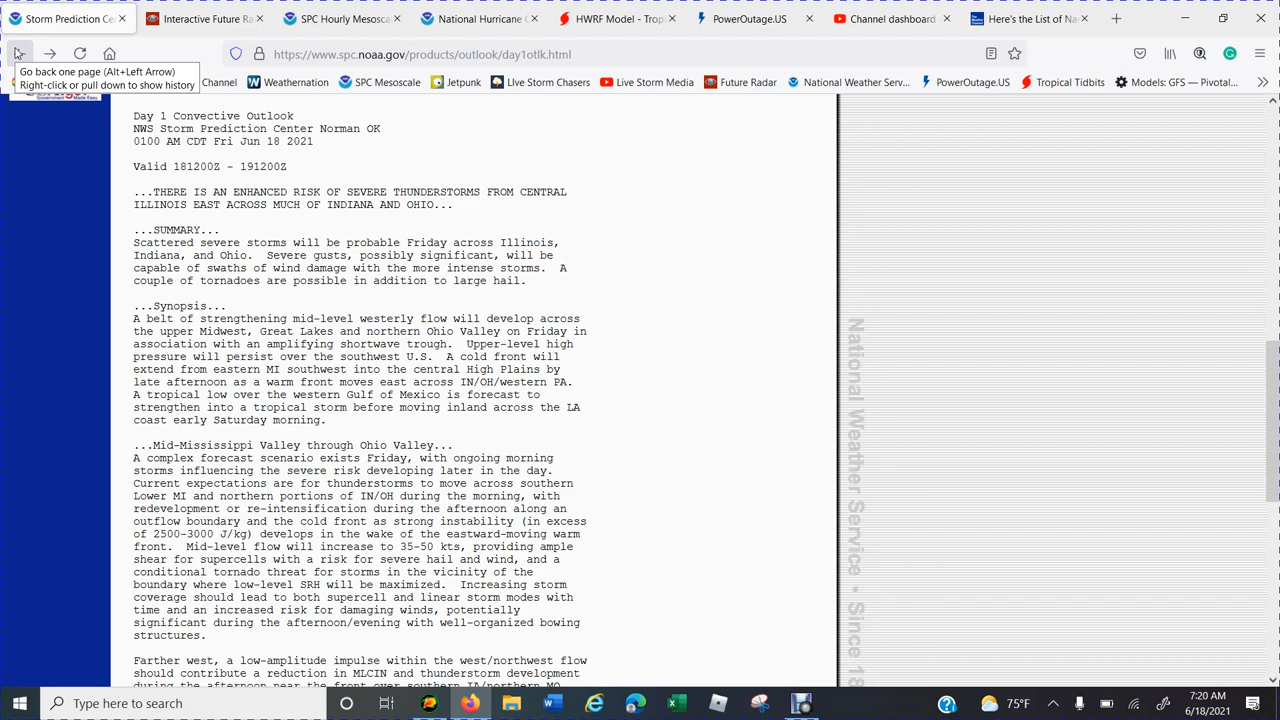 Storm Prediction Ce
Interactive Future Ra
SPC Hourly Mesosca
National Hurricane C
HWRF Model - Trop
PowerOutage.US
Channel dashboard
Here's the List of Na
https://www.spc.noaa.gov/products/outlook/day1otlk.html
Go back one page (Alt+Left Arrow)
Right-click or pull down to show history
Channel
Weathernation
SPC Mesoscale
Jetpunk
Live Storm Chasers
Live Storm Media
Future Radar
National Weather Serv...
PowerOutage.US
Tropical Tidbits
Models: GFS — Pivotal...
Government Made Easy
Day 1 Convective Outlook
NWS Storm Prediction Center Norman OK
0100 AM CDT Fri Jun 18 2021
Valid 181200Z - 191200Z
...THERE IS AN ENHANCED RISK OF SEVERE THUNDERSTORMS FROM CENTRAL
ILLINOIS EAST ACROSS MUCH OF INDIANA AND OHIO...
...SUMMARY...
Scattered severe storms will be probable Friday across Illinois,
Indiana, and Ohio.  Severe gusts, possibly significant, will be
capable of swaths of wind damage with the more intense storms.  A
couple of tornadoes are possible in addition to large hail.
...Synopsis...
A belt of strengthening mid-level westerly flow will develop across
the upper Midwest, Great Lakes and northern Ohio Valley on Friday in
association with an amplifying shortwave trough.  Upper-level high
pressure will persist over the southwest U.S.  A cold front will
extend from eastern MI southwest into the central High Plains by
late afternoon as a warm front moves east across IN/OH/western PA.
A tropical low over the western Gulf of Mexico is forecast to
strengthen into a tropical storm before moving inland across the LA
coast early Saturday morning.
...Mid-Mississippi Valley through Ohio Valley...
A complex forecast scenario exists Friday, with ongoing morning
storms influencing the severe risk developing later in the day.
Current expectations are for thunderstorms to move across southern
Lower MI and northern portions of IN/OH during the morning, with
redevelopment or re-intensification during the afternoon along an
outflow boundary and the cold front as strong instability (in excess
of 2500-3000 J/kg) develops in the wake of the eastward-moving warm
front.  Mid-level flow will increase to 35-50 kts, providing ample
shear for supercells with a risk for severe hail and wind, and a
conditional tornado threat for storms in the vicinity of the
boundary where low-level SRH will be maximized.  Increasing storm
coverage should lead to both supercell and linear storm modes with
time and an increased risk for damaging winds, potentially
significant during the afternoon/evening with well-organized bowing
structures.
Farther west, a low-amplitude impulse within the west/northwest flow
should contribute a reduction in MLCIN and thunderstorm development
during the afternoon near the front over southern IA/northern MO
National Weather Service • Since 18
Type here to search
75°F
7:20 AM
6/18/2021